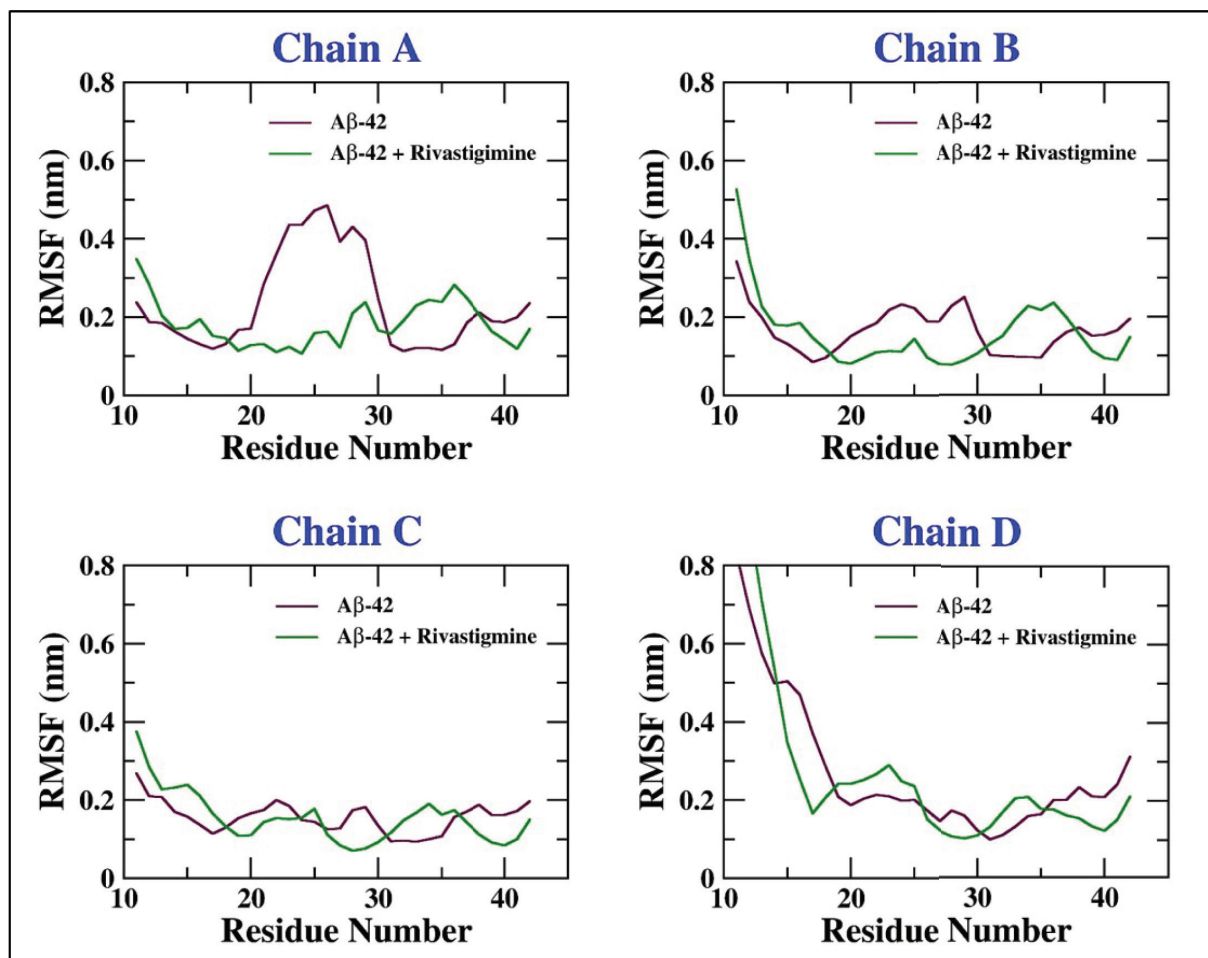 Chain A
0.8
0.6
0.4
0.2
0
RMSF (nm)
Aβ-42
Aβ-42 + Rivastigimine
10 20 30 40
Residue Number
Chain B
0.8
0.6
0.4
0.2
0
RMSF (nm)
Aβ-42
Aβ-42 + Rivastigmine
10 20 30 40
Residue Number
Chain C
0.8
0.6
0.4
0.2
0
RMSF (nm)
Aβ-42
Aβ-42 + Rivastigmine
10 20 30 40
Residue Number
Chain D
0.8
0.6
0.4
0.2
0
RMSF (nm)
Aβ-42
Aβ-42 + Rivastigmine
10 20 30 40
Residue Number